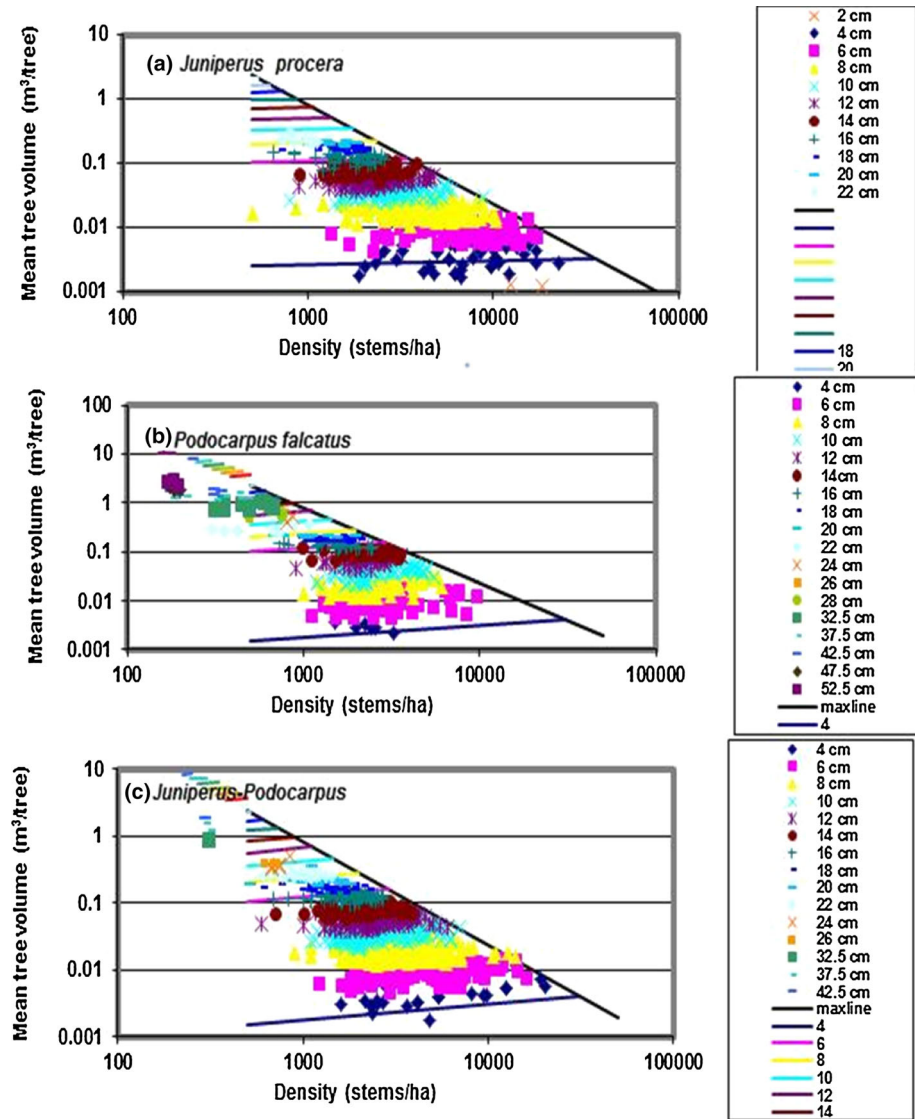 10
1
0.1
0.01
0.001
Mean tree volume (m³/tree)
(a) Juniperus procera
100 1000 10000 100000
Density (stems/ha)
2 cm
4 cm
6 cm
8 cm
10 cm
12 cm
14 cm
16 cm
18 cm
20 cm
22 cm
18
20
100
10
1
0.1
0.01
0.001
Mean tree volume (m³/tree)
(b) Podocarpus falcatus
100 1000 10000 100000
Density (stems/ha)
4 cm
6 cm
8 cm
10 cm
12 cm
14cm
16 cm
18 cm
20 cm
22 cm
24 cm
26 cm
28 cm
32.5 cm
37.5 cm
42.5 cm
47.5 cm
52.5 cm
maxline
4
10
1
0.1
0.01
0.001
Mean tree volume (m³/tree)
(c) Juniperus-Podocarpus
100 1000 10000 100000
Density (stems/ha)
4 cm
6 cm
8 cm
10 cm
12 cm
14 cm
16 cm
18 cm
20 cm
22 cm
24 cm
26 cm
32.5 cm
37.5 cm
42.5 cm
maxline
4
6
8
10
12
14